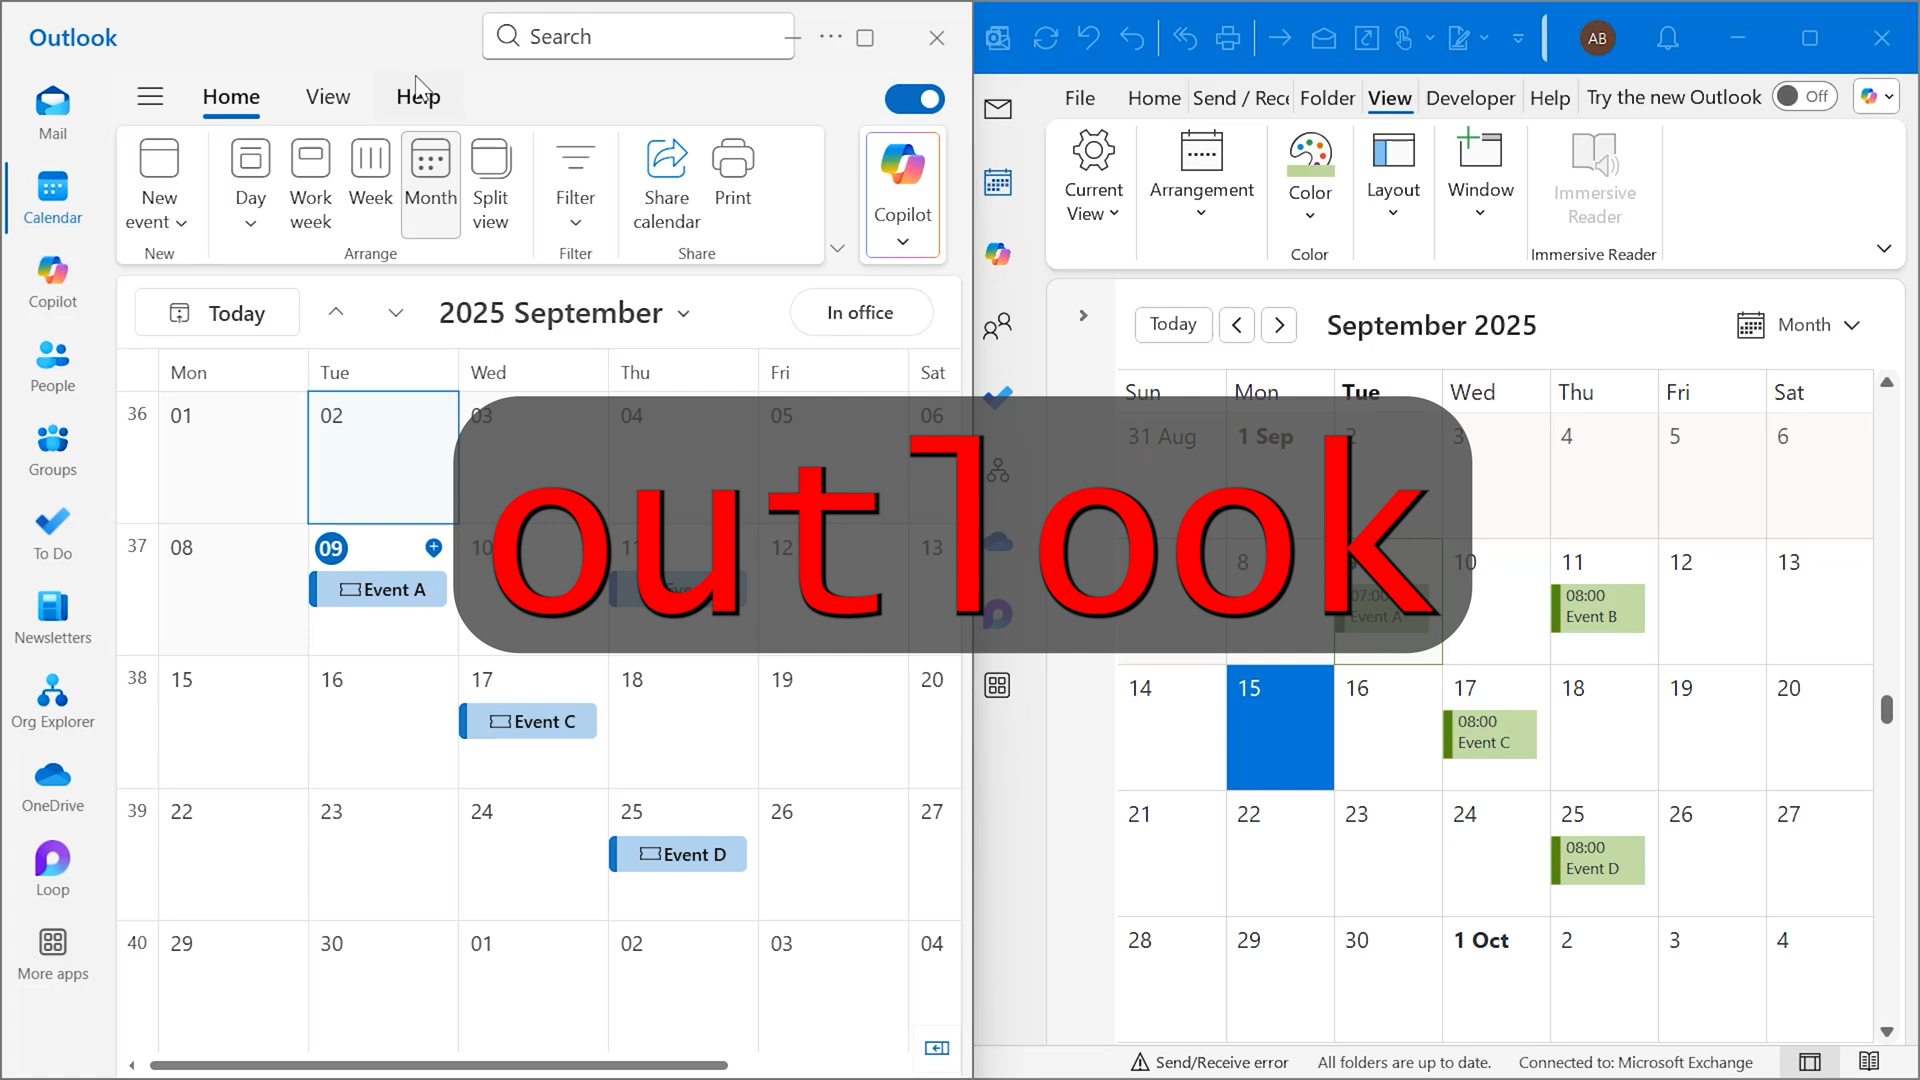 Outlook
Search
AB
Home View Help
File Home Send / Rece Folder View Developer Help Try the new Outlook Off
Mail
Calendar
Copilot
People
Groups
To Do
Newsletters
Org Explorer
OneDrive
Loop
More apps
New event
Day
Work week
Week
Month
Split view
Filter
Share calendar
Print
Copilot
New
Arrange
Filter
Share
Current View
Arrangement
Color
Layout
Window
Immersive Reader
Color
Immersive Reader
Today 2025 September In office
Mon Tue Wed Thu Fri Sat
36 01 02 03 04 05 06
37 08 09 10 11 12 13
Event A
38 15 16 17 18 19 20
Event C
39 22 23 24 25 26 27
Event D
40 29 30 01 02 03 04
outlook
Today September 2025 Month
Sun Mon Tue Wed Thu Fri Sat
31 Aug 1 Sep 2 3 4 5 6
8 10 11 12 13
07:00 08:00
Event A Event B
14 15 16 17 18 19 20
08:00
Event C
21 22 23 24 25 26 27
08:00
Event D
28 29 30 1 Oct 2 3 4
Send/Receive error All folders are up to date. Connected to: Microsoft Exchange